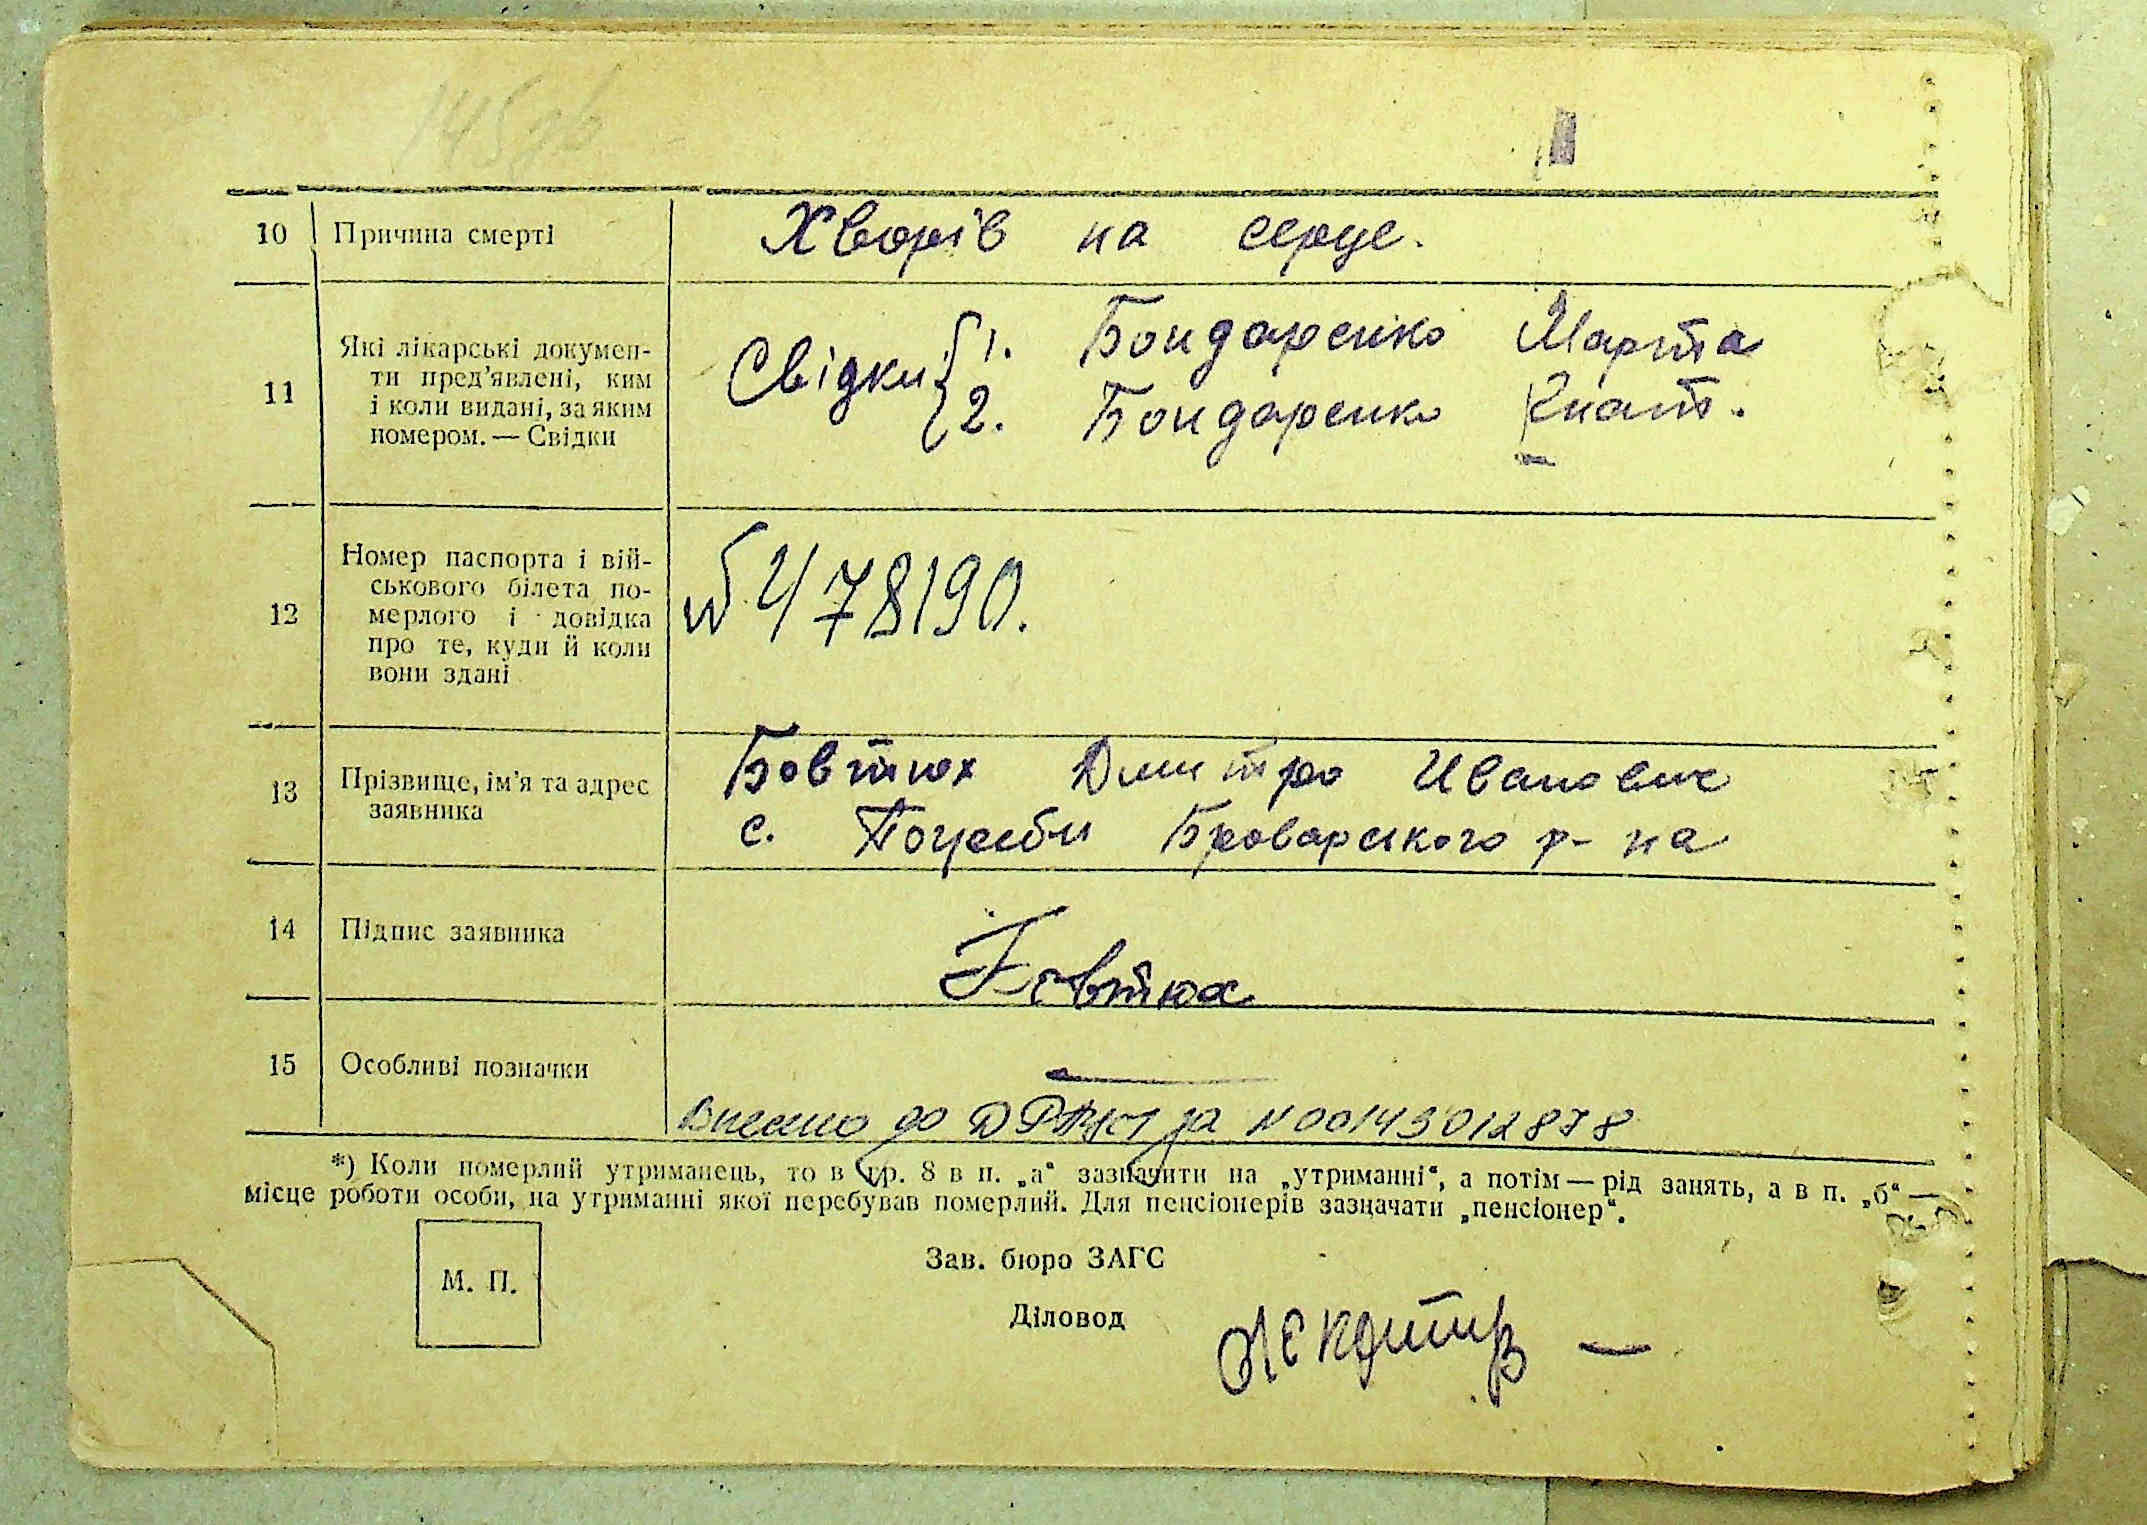 10 Причина смерті Хворів на серце.
11 Які лікарські докумен-
ти пред'явлені, ким
і коли видані, за яким
номером. — Свідки
Свідки 1. Бондаренко Марта
2. Бондаренко Гнат.
12 Номер паспорта і вій-
ськового білета по-
мерлого і довідка
про те, куди й коли
вони здані
478190.
13 Прізвище, ім'я та адрес
заявника
Бовтюх Дмитро Иванович
с. Погреби Броварского р-на
14 Підпис заявника Бовтюх
15 Особливі позначки —
Внесено до ДРАЦСГ за N 00145012878
*) Коли померлий утриманець, то в гр. 8 в п. „а“ зазначити на „утриманні“, а потім — рід занять, а в п. „б“ —
місце роботи особи, на утриманні якої перебував померлий. Для пенсіонерів зазначати „пенсіонер“.
М. П.
Зав. бюро ЗАГС
Діловод